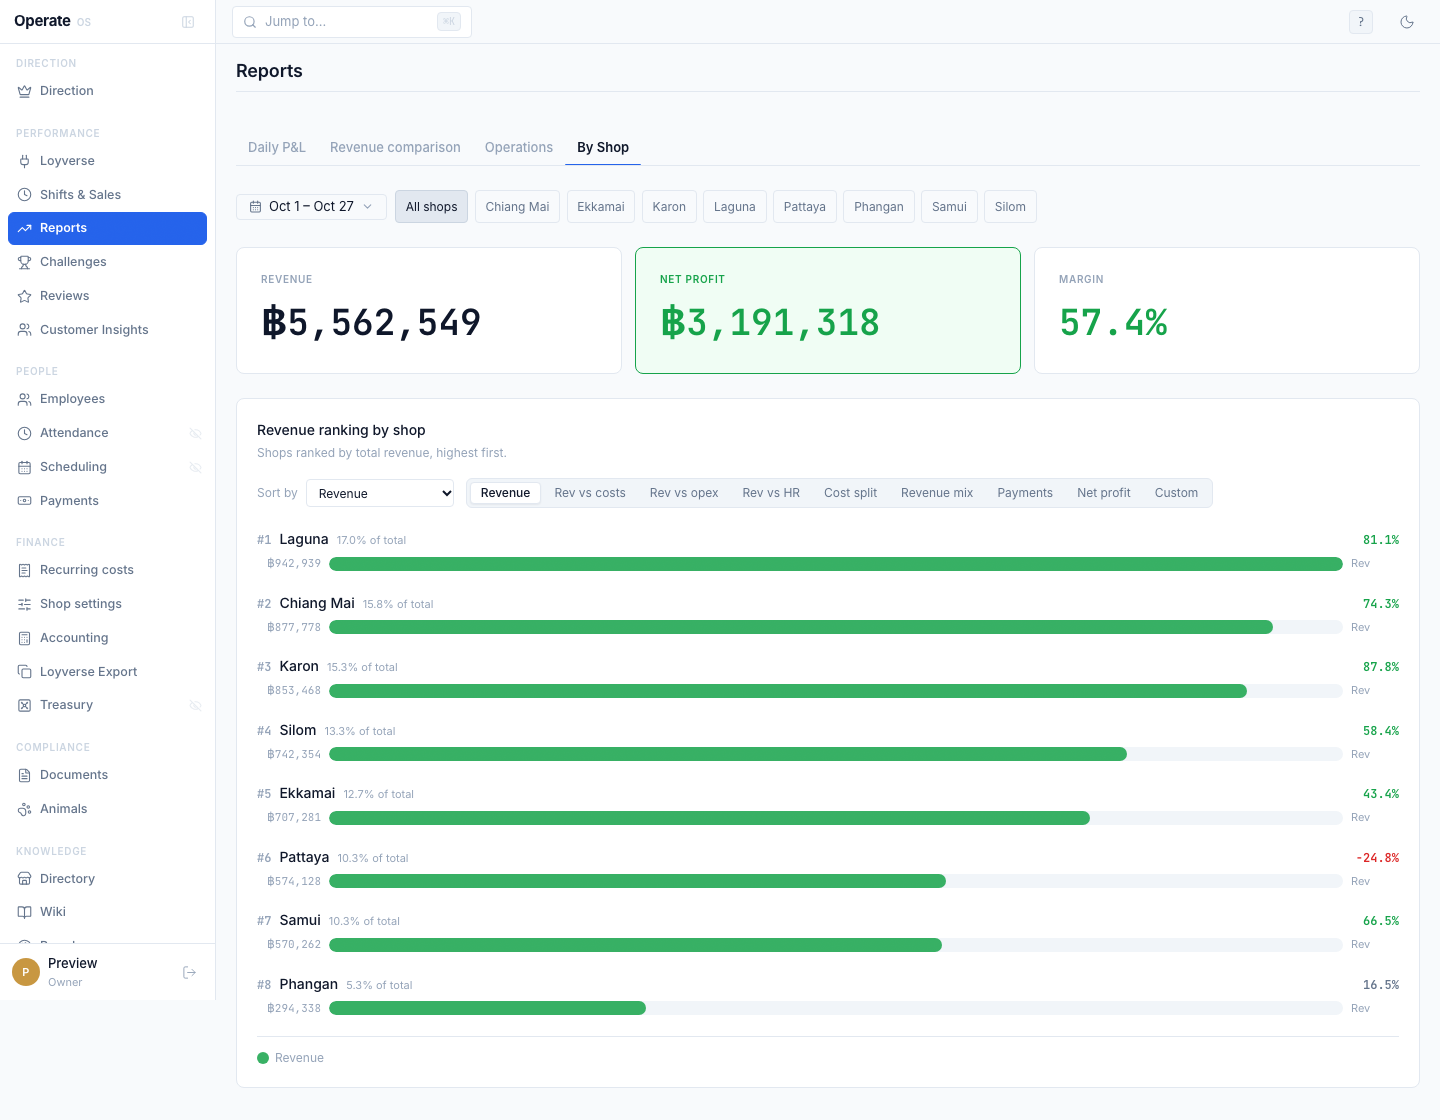 Operate OS
Jump to...
⌘K
?
DIRECTION
Direction
PERFORMANCE
Loyverse
Shifts & Sales
Reports
Challenges
Reviews
Customer Insights
PEOPLE
Employees
Attendance
Scheduling
Payments
FINANCE
Recurring costs
Shop settings
Accounting
Loyverse Export
Treasury
COMPLIANCE
Documents
Animals
KNOWLEDGE
Directory
Wiki
P
Preview
Owner
Reports
Daily P&L Revenue comparison Operations By Shop
Oct 1 – Oct 27 All shops Chiang Mai Ekkamai Karon Laguna Pattaya Phangan Samui Silom
REVENUE
฿5,562,549
NET PROFIT
฿3,191,318
MARGIN
57.4%
Revenue ranking by shop
Shops ranked by total revenue, highest first.
Sort by Revenue Revenue Rev vs costs Rev vs opex Rev vs HR Cost split Revenue mix Payments Net profit Custom
#1 Laguna 17.0% of total 81.1%
฿942,939 Rev
#2 Chiang Mai 15.8% of total 74.3%
฿877,778 Rev
#3 Karon 15.3% of total 87.8%
฿853,468 Rev
#4 Silom 13.3% of total 58.4%
฿742,354 Rev
#5 Ekkamai 12.7% of total 43.4%
฿707,281 Rev
#6 Pattaya 10.3% of total -24.8%
฿574,128 Rev
#7 Samui 10.3% of total 66.5%
฿570,262 Rev
#8 Phangan 5.3% of total 16.5%
฿294,338 Rev
Revenue